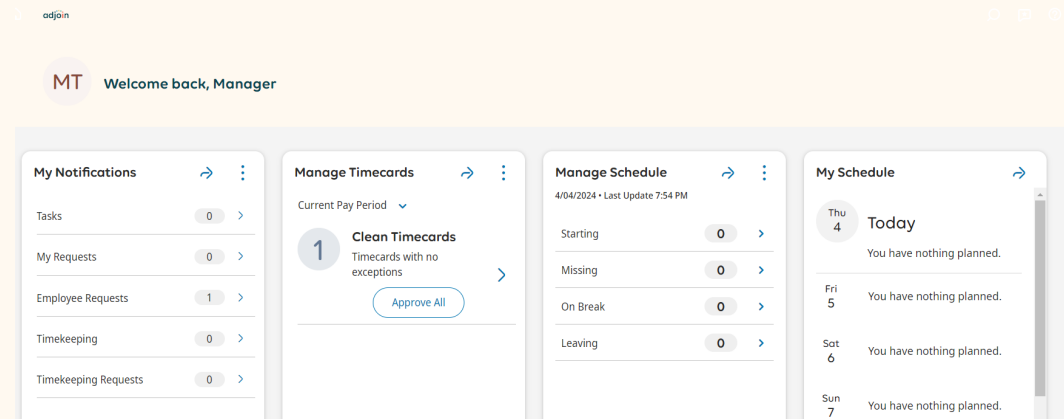 adjoin
MT
Welcome back, Manager
My Notifications
Tasks 0
My Requests 0
Employee Requests 1
Timekeeping 0
Timekeeping Requests 0
Manage Timecards
Current Pay Period
1
Clean Timecards
Timecards with no
exceptions
Approve All
Manage Schedule
4/04/2024 • Last Update 7:54 PM
Starting 0
Missing 0
On Break 0
Leaving 0
My Schedule
Thu
4
Today
You have nothing planned.
Fri
5
You have nothing planned.
Sat
6
You have nothing planned.
Sun
7
You have nothing planned.